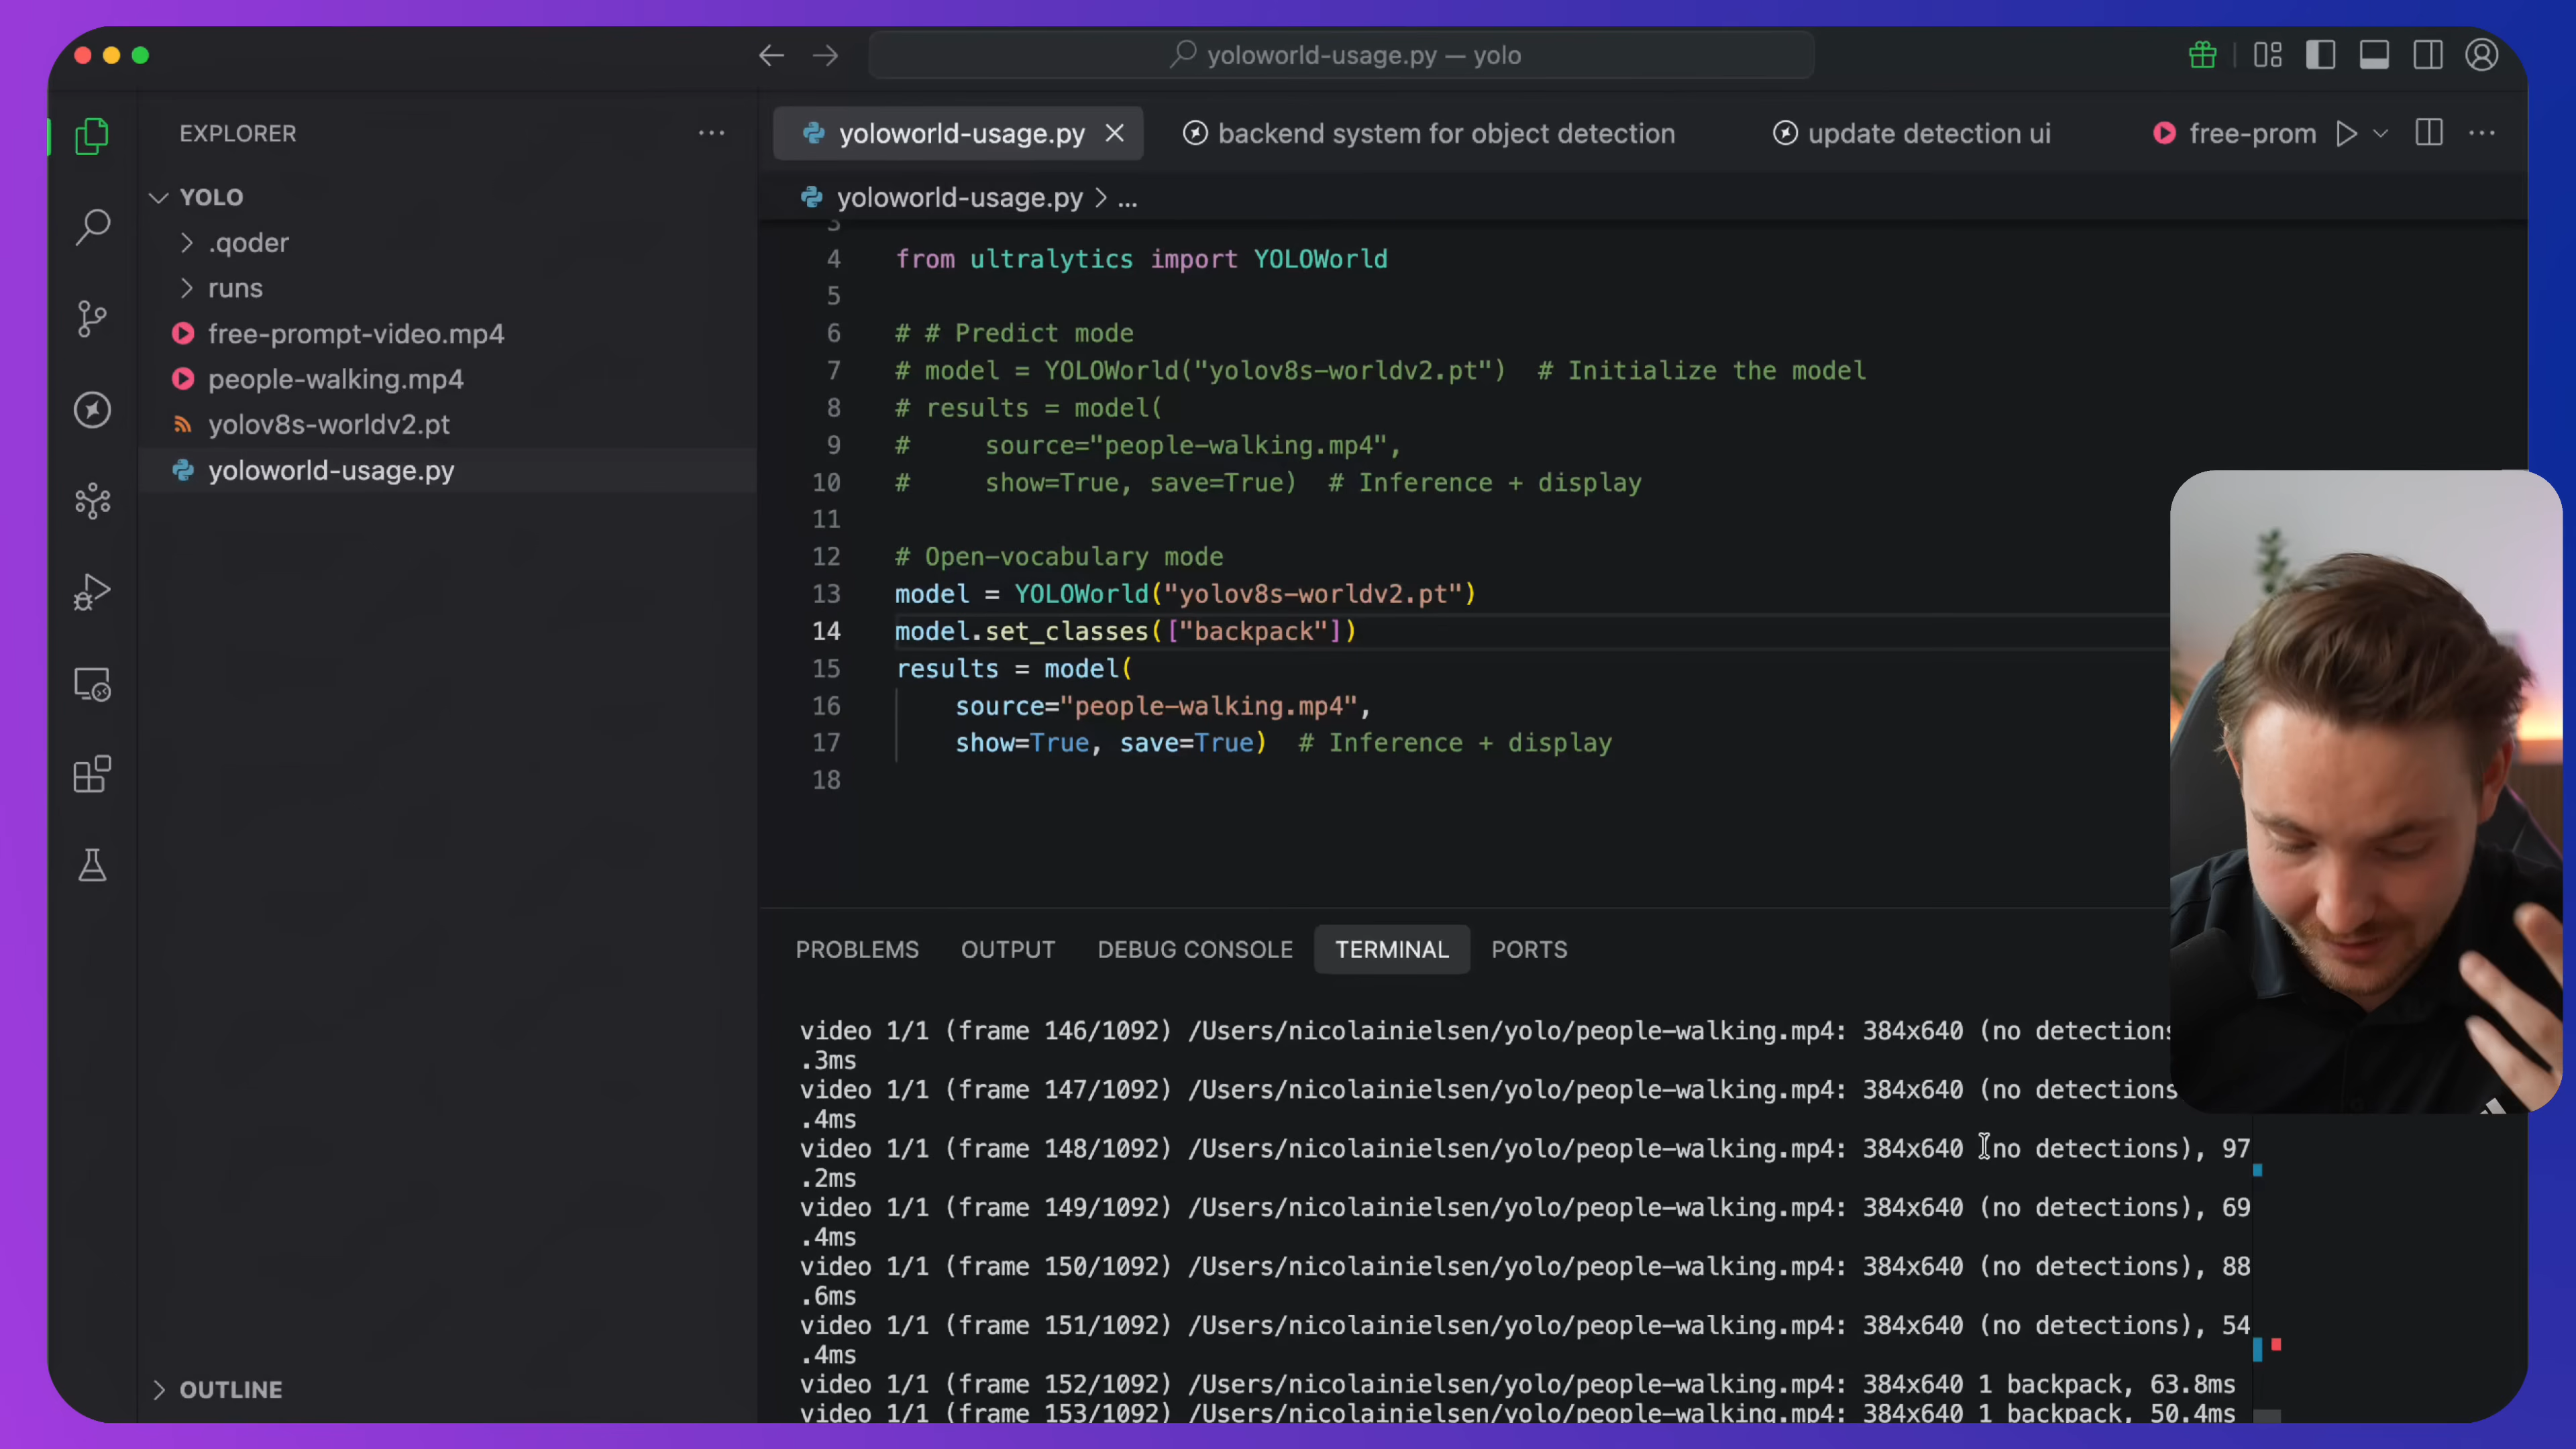 yoloworld-usage.py — yolo
EXPLORER
YOLO
.qoder
runs
free-prompt-video.mp4
people-walking.mp4
yolov8s-worldv2.pt
yoloworld-usage.py
OUTLINE
yoloworld-usage.py
backend system for object detection
update detection ui
free-prom
yoloworld-usage.py > ...
3
4 from ultralytics import YOLOWorld
5
6 # # Predict mode
7 # model = YOLOWorld("yolov8s-worldv2.pt")  # Initialize the model
8 # results = model(
9 #     source="people-walking.mp4",
10 #     show=True, save=True)  # Inference + display
11
12 # Open-vocabulary mode
13 model = YOLOWorld("yolov8s-worldv2.pt")
14 model.set_classes(["backpack"])
15 results = model(
16     source="people-walking.mp4",
17     show=True, save=True)  # Inference + display
18
PROBLEMS OUTPUT DEBUG CONSOLE TERMINAL PORTS
video 1/1 (frame 146/1092) /Users/nicolainielsen/yolo/people-walking.mp4: 384x640 (no detections
.3ms
video 1/1 (frame 147/1092) /Users/nicolainielsen/yolo/people-walking.mp4: 384x640 (no detections
.4ms
video 1/1 (frame 148/1092) /Users/nicolainielsen/yolo/people-walking.mp4: 384x640 (no detections), 97
.2ms
video 1/1 (frame 149/1092) /Users/nicolainielsen/yolo/people-walking.mp4: 384x640 (no detections), 69
.4ms
video 1/1 (frame 150/1092) /Users/nicolainielsen/yolo/people-walking.mp4: 384x640 (no detections), 88
.6ms
video 1/1 (frame 151/1092) /Users/nicolainielsen/yolo/people-walking.mp4: 384x640 (no detections), 54
.4ms
video 1/1 (frame 152/1092) /Users/nicolainielsen/yolo/people-walking.mp4: 384x640 1 backpack, 63.8ms
video 1/1 (frame 153/1092) /Users/nicolainielsen/yolo/people-walking.mp4: 384x640 1 backpack, 50.4ms